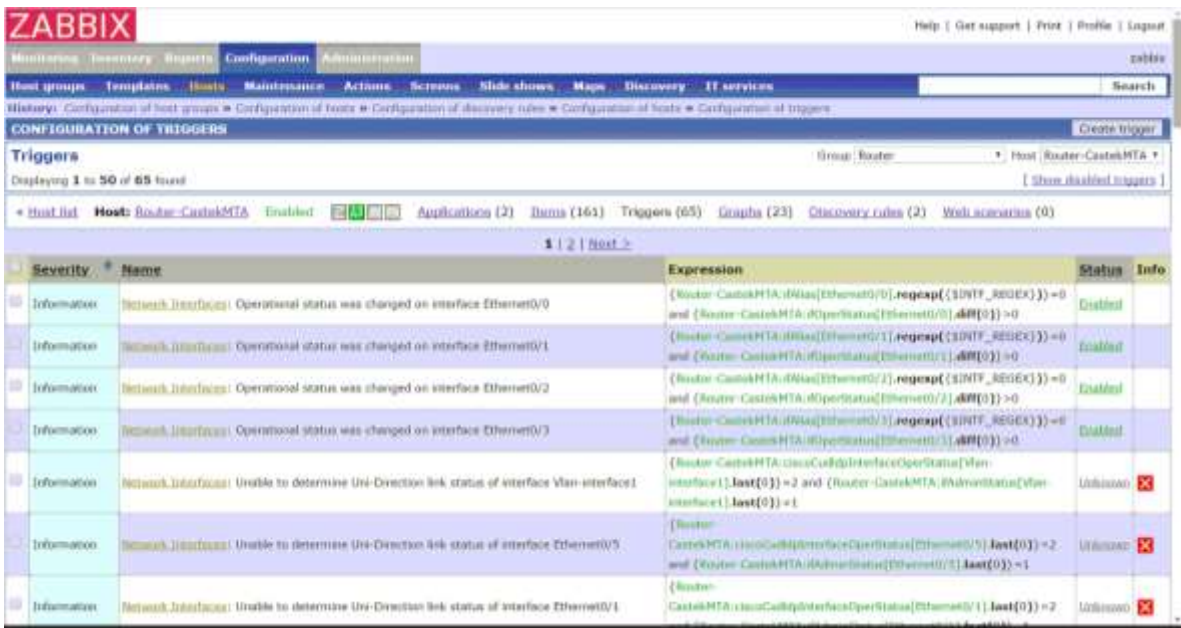 ZABBIX
Help | Get support | Print | Profile | Logout
Monitoring Inventory Reports Configuration Administration
zabbix
Host groups Templates Hosts Maintenance Actions Screens Slide shows Maps Discovery IT services
Search
History: Configuration of host groups » Configuration of hosts » Configuration of discovery rules » Configuration of hosts » Configuration of triggers
CONFIGURATION OF TRIGGERS
Create trigger
Triggers
Group Router
Host Router-CastekMTA
Displaying 1 to 50 of 65 found
[ Show disabled triggers ]
« Host list Host: Router-CastekMTA Enabled Applications (2) Items (161) Triggers (65) Graphs (23) Discovery rules (2) Web scenarios (0)
1 | 2 | Next >
Severity Name Expression Status Info
Information Network Interfaces: Operational status was changed on interface Ethernet0/0
{Router-CastekMTA:ifAlias[Ethernet0/0].regexp({$INTF_REGEX})}=0
and {Router-CastekMTA:ifOperStatus[Ethernet0/0].diff(0)}>0
Enabled
Information Network Interfaces: Operational status was changed on interface Ethernet0/1
{Router-CastekMTA:ifAlias[Ethernet0/1].regexp({$INTF_REGEX})}=0
and {Router-CastekMTA:ifOperStatus[Ethernet0/1].diff(0)}>0
Enabled
Information Network Interfaces: Operational status was changed on interface Ethernet0/2
{Router-CastekMTA:ifAlias[Ethernet0/2].regexp({$INTF_REGEX})}=0
and {Router-CastekMTA:ifOperStatus[Ethernet0/2].diff(0)}>0
Enabled
Information Network Interfaces: Operational status was changed on interface Ethernet0/3
{Router-CastekMTA:ifAlias[Ethernet0/3].regexp({$INTF_REGEX})}=0
and {Router-CastekMTA:ifOperStatus[Ethernet0/3].diff(0)}>0
Enabled
Information Network Interfaces: Unable to determine Uni-Direction link status of interface Vlan-interface1
{Router-CastekMTA:ciscoCudldpInterfaceOperStatus[Vlan-
interface1].last(0)}=2 and {Router-CastekMTA:ifAdminStatus[Vlan-
interface1].last(0)}=1
Unknown
Information Network Interfaces: Unable to determine Uni-Direction link status of interface Ethernet0/5
{Router-
CastekMTA:ciscoCudldpInterfaceOperStatus[Ethernet0/5].last(0)}=2
and {Router-CastekMTA:ifAdminStatus[Ethernet0/5].last(0)}=1
Unknown
Information Network Interfaces: Unable to determine Uni-Direction link status of interface Ethernet0/1
{Router-
CastekMTA:ciscoCudldpInterfaceOperStatus[Ethernet0/1].last(0)}=2
Unknown